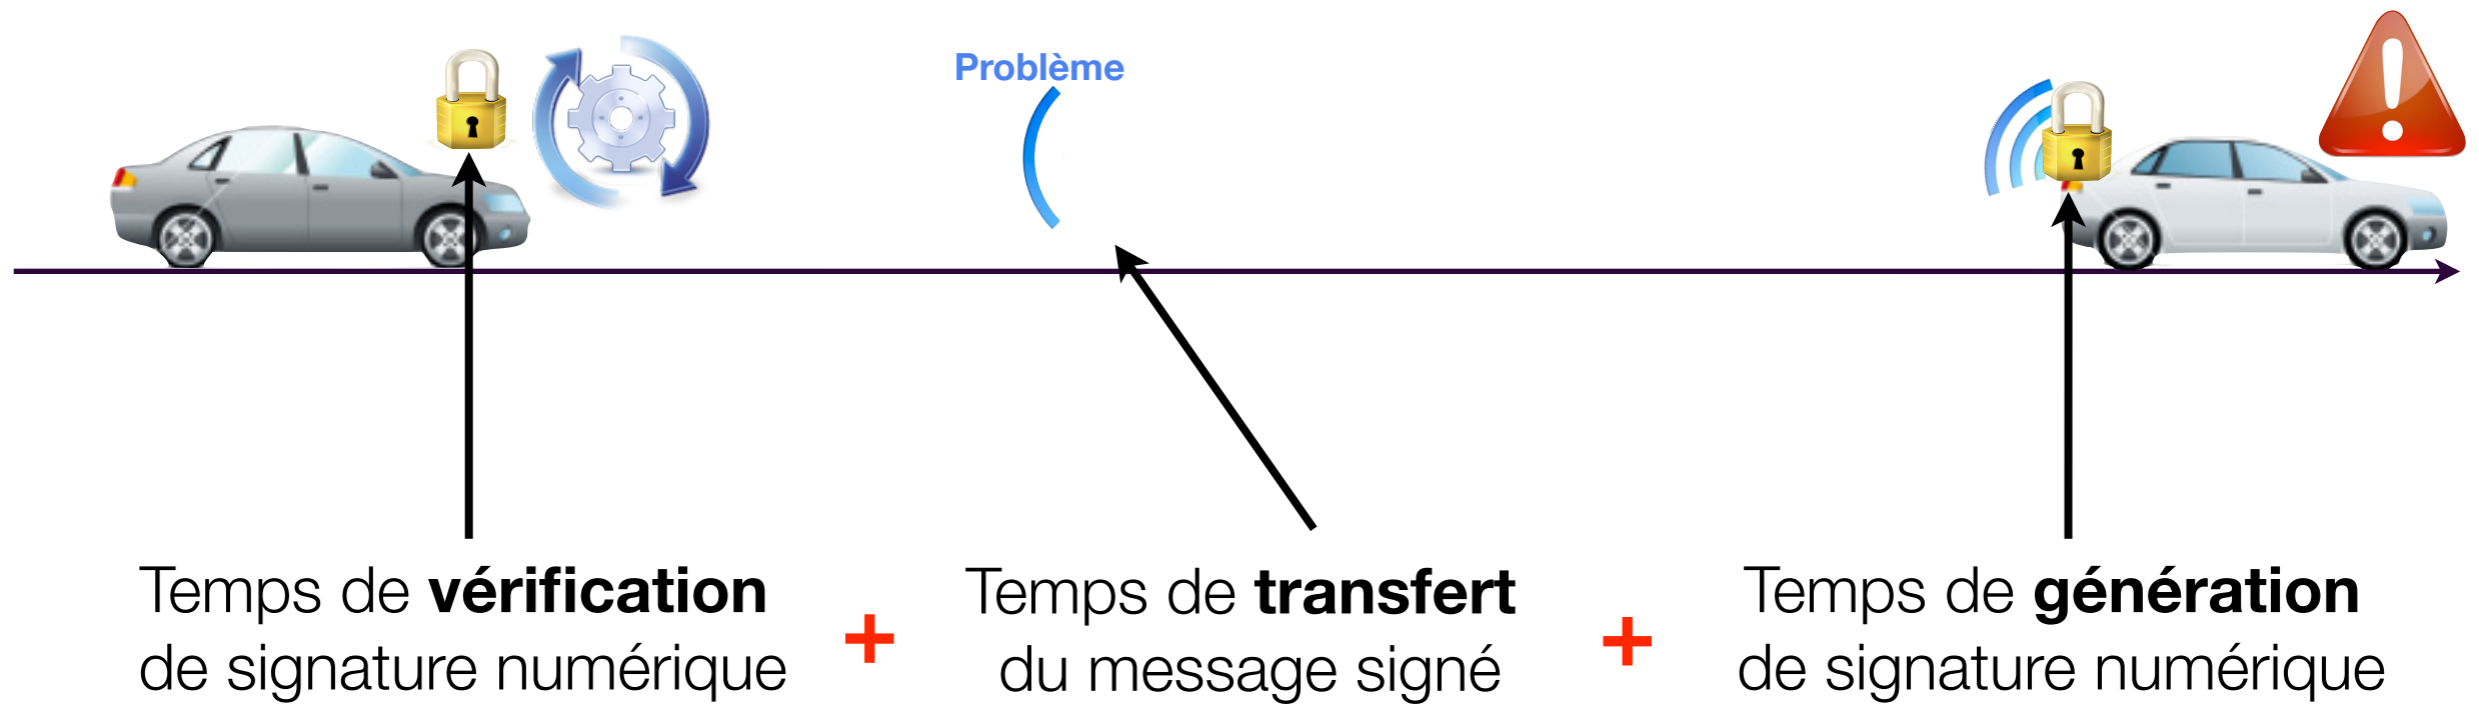 Problème
Temps de vérification
de signature numérique
+
Temps de transfert
du message signé
+
Temps de génération
de signature numérique